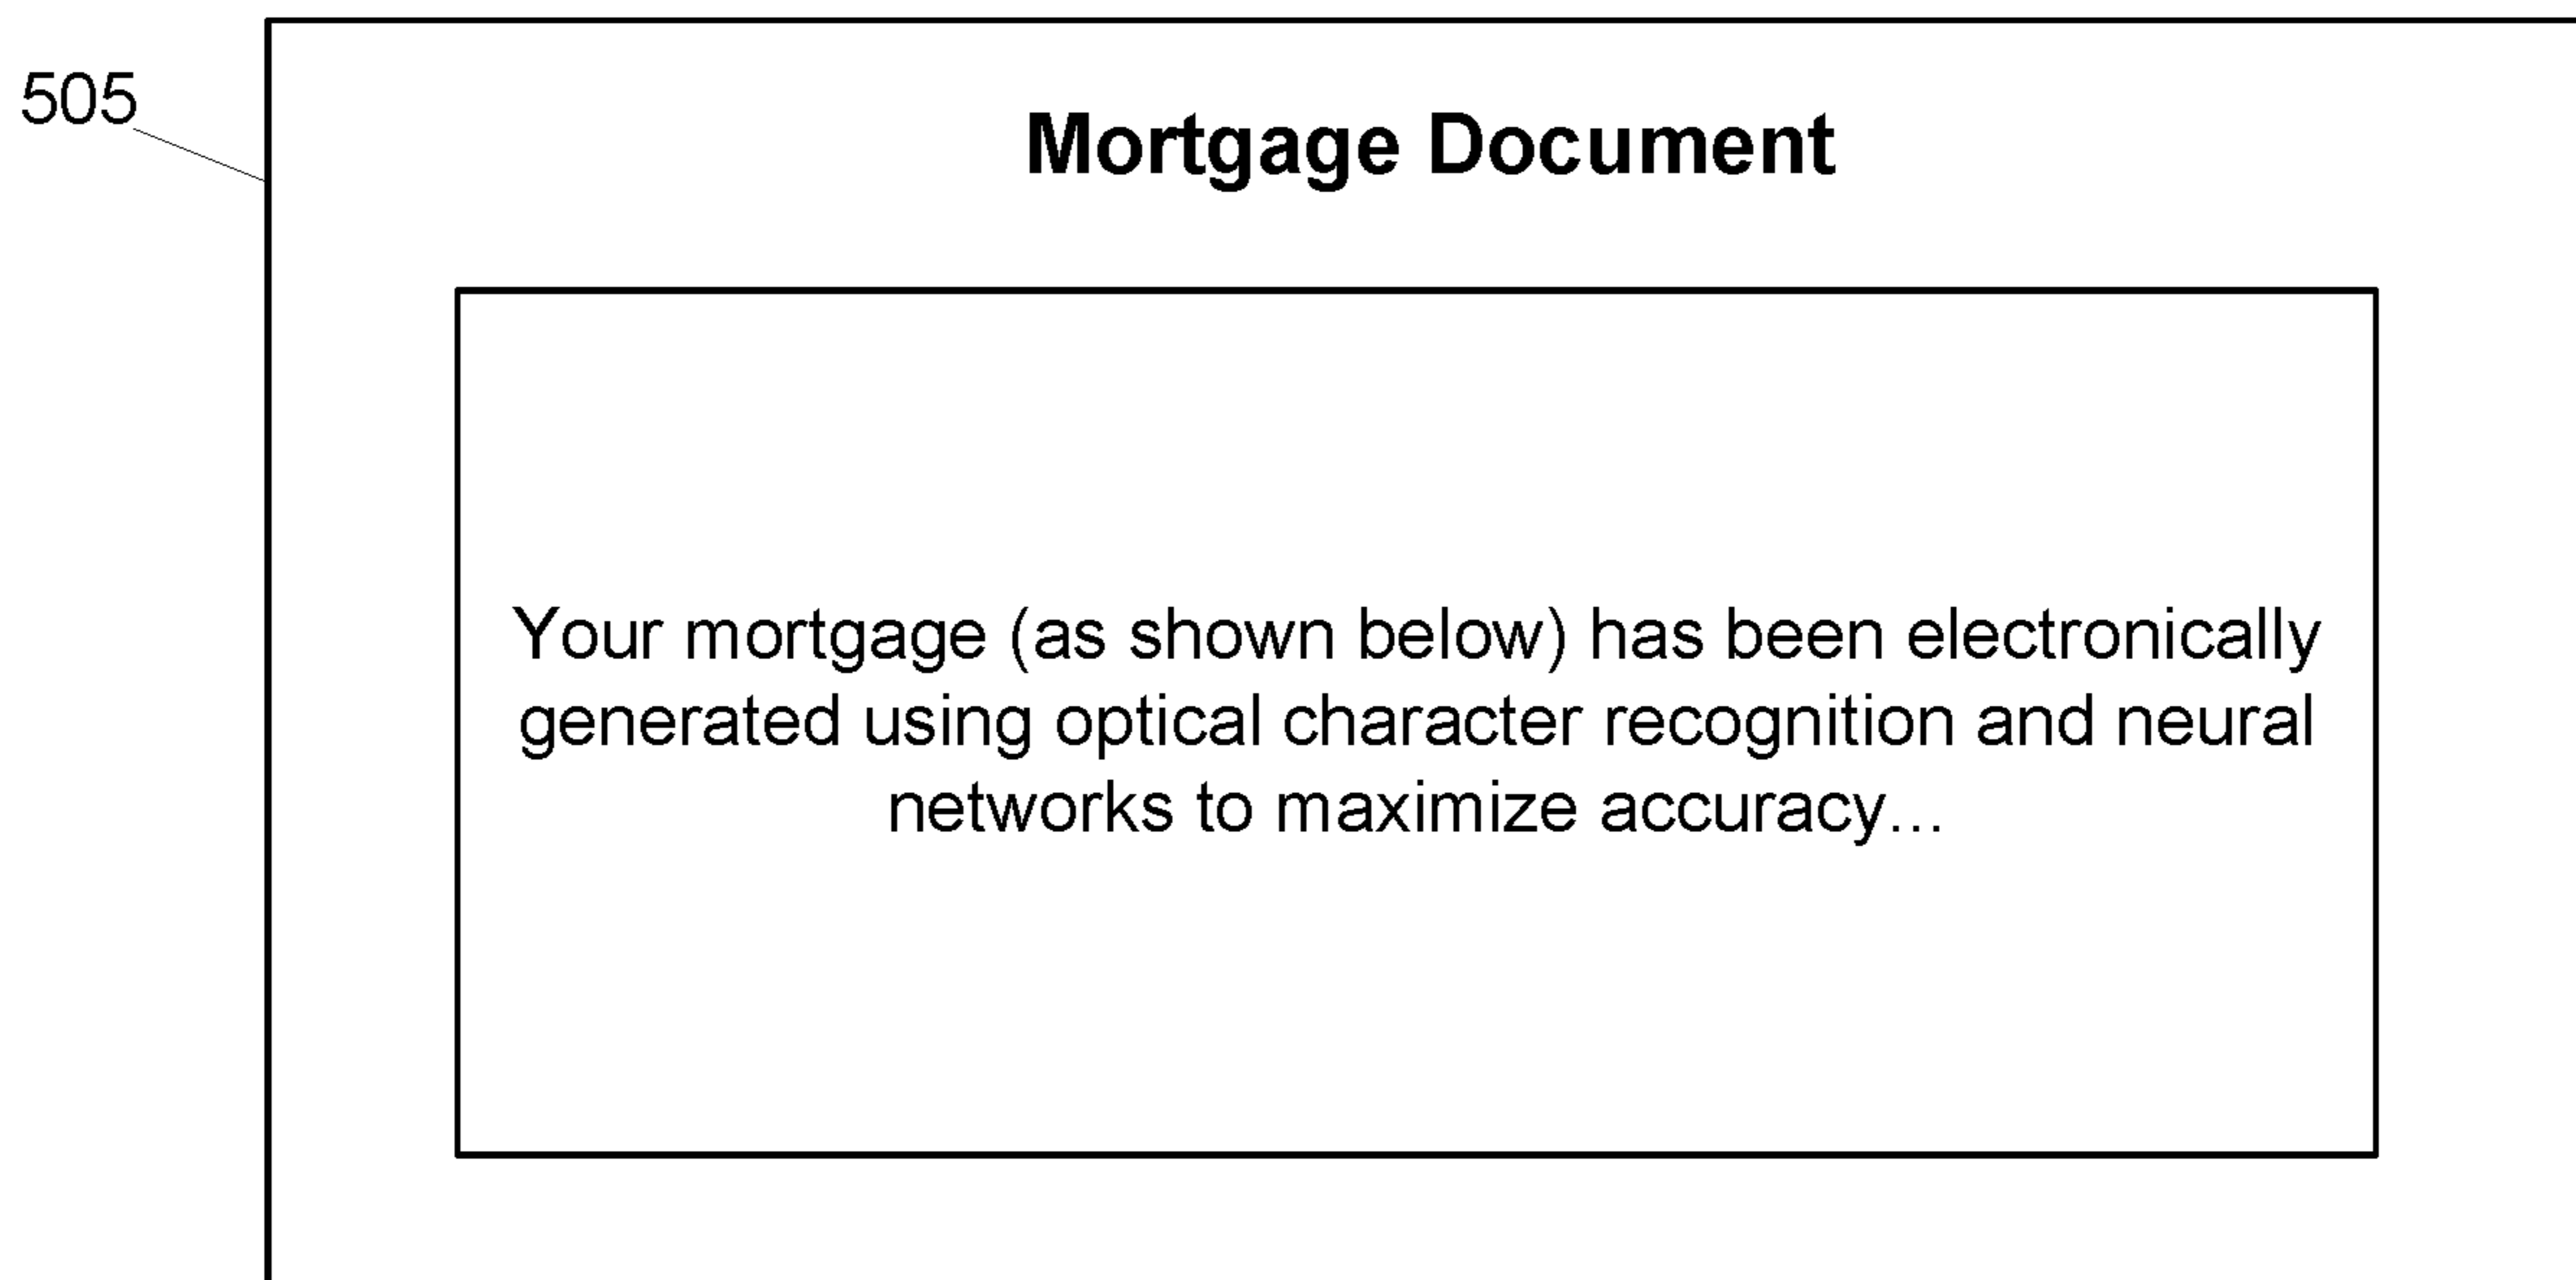 505
Mortgage Document
Your mortgage (as shown below) has been electronically
generated using optical character recognition and neural
networks to maximize accuracy...